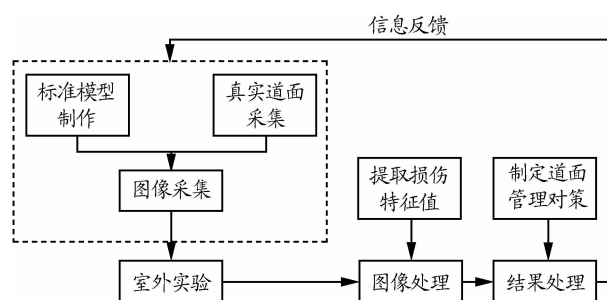 信息反馈
标准模型
制作
真实道面
采集
图像采集
提取损伤
特征值
制定道面
管理对策
室外实验
图像处理
结果处理